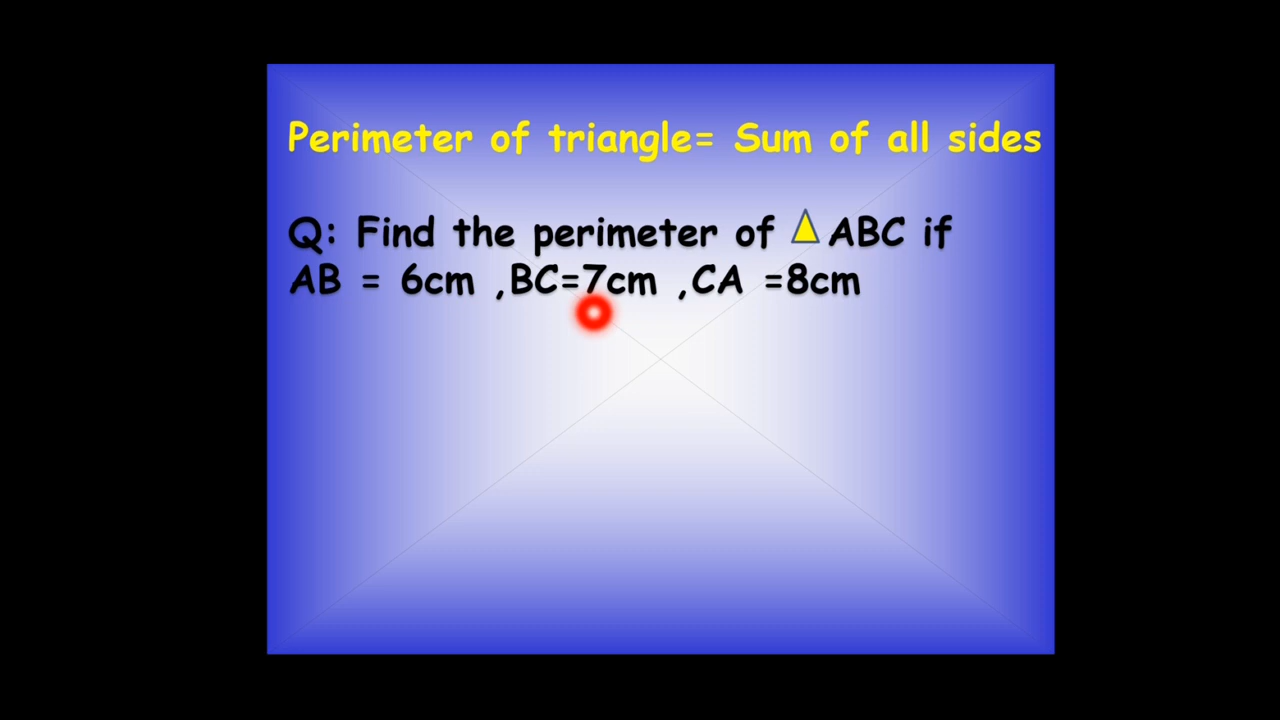 Perimeter of triangle= Sum of all sides
Q: Find the perimeter of ABC if
AB = 6cm ,BC=7cm ,CA =8cm